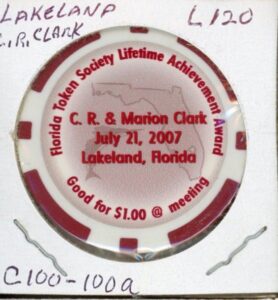 LAKELAND
C.R. CLARK
L120
Florida Token Society Lifetime Achievement Award
C. R. & Marion Clark
July 21, 2007
Lakeland, Florida
Good for $1.00 @ meeting
C100-100a